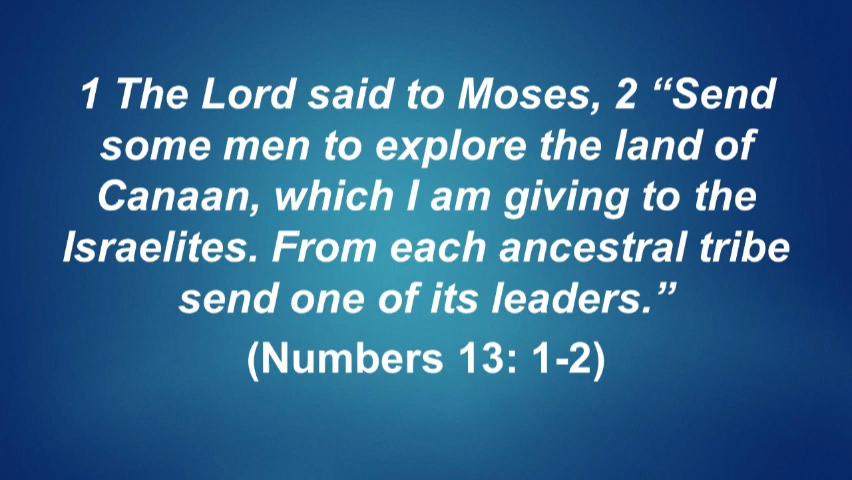 1 The Lord said to Moses, 2 “Send
some men to explore the land of
Canaan, which I am giving to the
Israelites. From each ancestral tribe
send one of its leaders.”
(Numbers 13: 1-2)